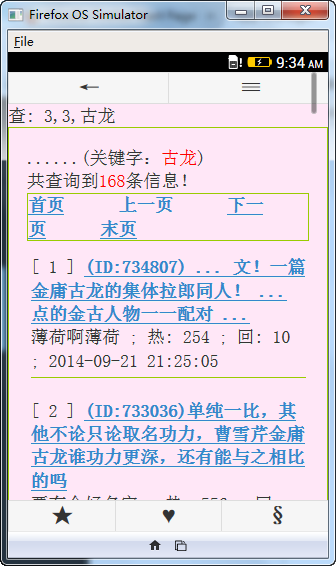 Firefox OS Simulator
File
9:34 AM
查: 3,3,古龙
......(关键字: 古龙)
共查询到168条信息!
首页 上一页 下一
页 末页
[ 1 ] (ID:734807) ... 文! 一篇
金庸古龙的集体拉郎同人! ...
点的金古人物一一配对 ...
薄荷啊薄荷 ; 热: 254 ; 回: 10
; 2014-09-21 21:25:05
[ 2 ] (ID:733036)单纯一比, 其
他不论只论取名功力, 曹雪芹金庸
古龙谁功力更深, 还有能与之相比
的吗